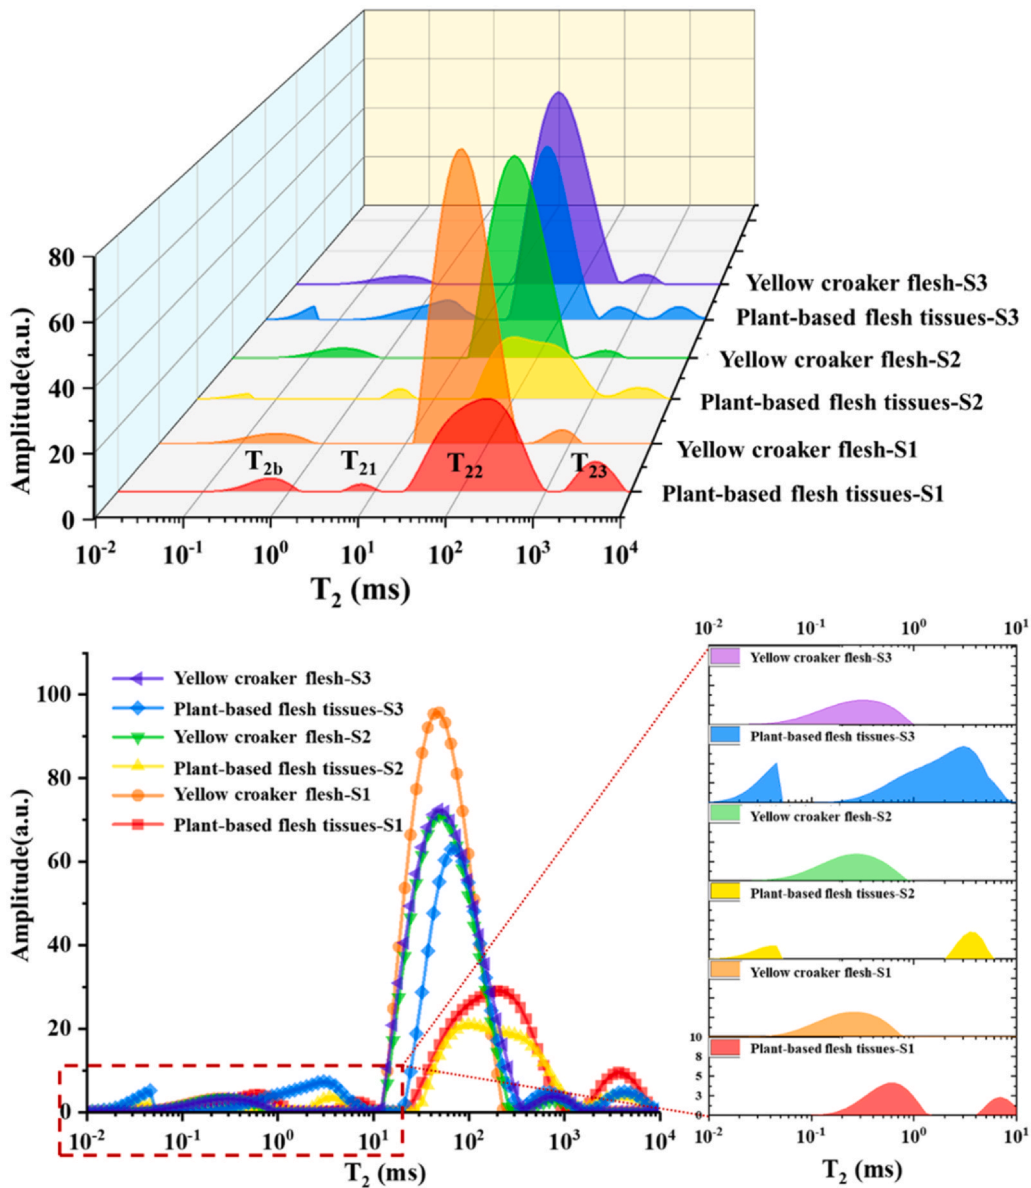 80
60
40
20
0
Amplitude(a.u.)
Yellow croaker flesh-S3
Plant-based flesh tissues-S3
Yellow croaker flesh-S2
Plant-based flesh tissues-S2
Yellow croaker flesh-S1
Plant-based flesh tissues-S1
T2b T21 T22 T23
10-2 10-1 100 101 102 103 104
T2 (ms)
100
80
60
40
20
0
Amplitude(a.u.)
Yellow croaker flesh-S3
Plant-based flesh tissues-S3
Yellow croaker flesh-S2
Plant-based flesh tissues-S2
Yellow croaker flesh-S1
Plant-based flesh tissues-S1
10-2 10-1 100 101 102 103 104
T2 (ms)
10-2 10-1 100 101
Yellow croaker flesh-S3
Plant-based flesh tissues-S3
Yellow croaker flesh-S2
Plant-based flesh tissues-S2
Yellow croaker flesh-S1
10
Plant-based flesh tissues-S1
8
5
3
0
10-2 10-1 100 101
T2 (ms)